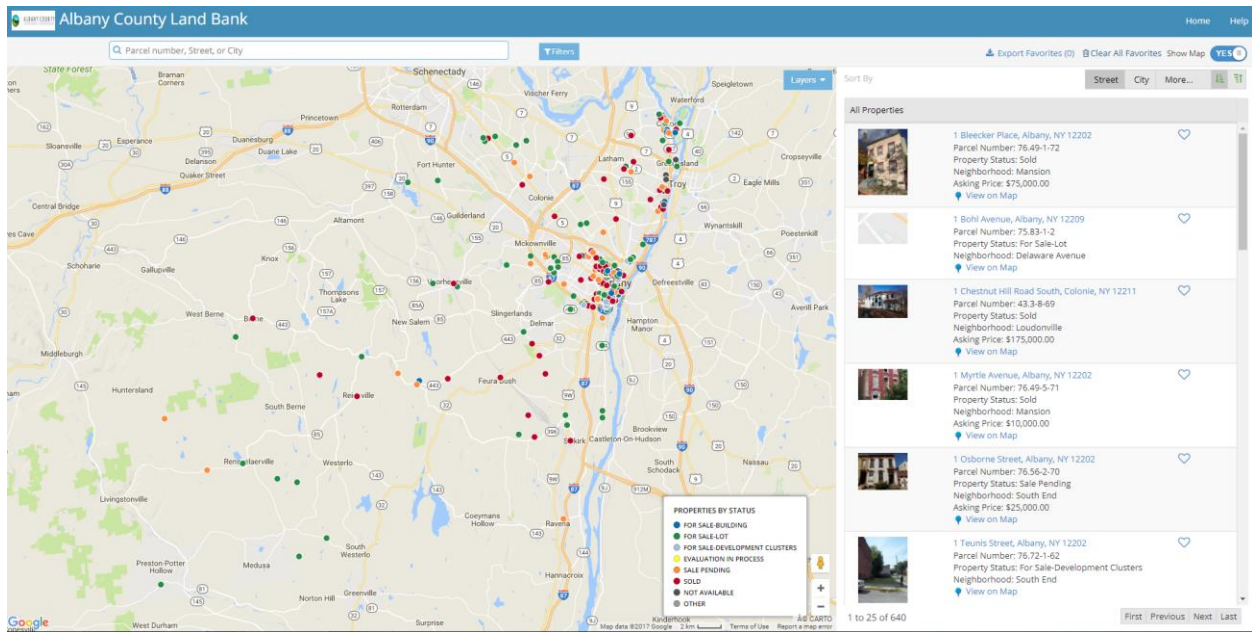 Albany County Land Bank
Home Help
Parcel number, Street, or City
Filters
Export Favorites (0) Clear All Favorites Show Map YES
Layers
Sort By
Street City More...
All Properties
1 Bleecker Place, Albany, NY 12202
Parcel Number: 76.49-1-72
Property Status: Sold
Neighborhood: Mansion
Asking Price: $75,000.00
View on Map
1 Bohl Avenue, Albany, NY 12209
Parcel Number: 75.83-1-2
Property Status: For Sale-Lot
Neighborhood: Delaware Avenue
View on Map
1 Chestnut Hill Road South, Colonie, NY 12211
Parcel Number: 43.3-8-69
Property Status: Sold
Neighborhood: Loudonville
Asking Price: $175,000.00
View on Map
1 Myrtle Avenue, Albany, NY 12202
Parcel Number: 76.49-5-71
Property Status: Sold
Neighborhood: Mansion
Asking Price: $10,000.00
View on Map
1 Osborne Street, Albany, NY 12202
Parcel Number: 76.56-2-70
Property Status: Sale Pending
Neighborhood: South End
Asking Price: $25,000.00
View on Map
1 Teunis Street, Albany, NY 12202
Parcel Number: 76.72-1-62
Property Status: For Sale-Development Clusters
Neighborhood: South End
View on Map
1 to 25 of 640
First Previous Next Last
State Forest
Braman Corners
Schenectady
Vischer Ferry
Speigletown
Waterford
Rotterdam
Princetown
Esperance
Sloansville
Duanesburg
Delanson
Duane Lake
Quaker Street
Fort Hunter
Latham
Troy
Cropseyville
Eagle Mills
Colonie
Central Bridge
Altamont
Guilderland
Wynantskill
Poestenkill
Mckownville
Knox
Schoharie
Gallupville
Thompsons Lake
Defreestville
Averill Park
West Berne
New Salem
Slingerlands
Delmar
Hampton Manor
Middleburgh
Huntersland
Feura Bush
South Berne
Brookview
Castleton-On-Hudson
Westerlo
South Schodack
Nassau
Livingstonville
Coeymans Hollow
Ravena
South Westerlo
Preston-Potter Hollow
Medusa
Hannacroix
Norton Hill
Greenville
West Durham
Surprise
Kinderhook
PROPERTIES BY STATUS
FOR SALE-BUILDING
FOR SALE-LOT
FOR SALE-DEVELOPMENT CLUSTERS
EVALUATION IN PROCESS
SALE PENDING
SOLD
NOT AVAILABLE
OTHER
Google
Map data ©2017 Google 2 km Terms of Use Report a map error